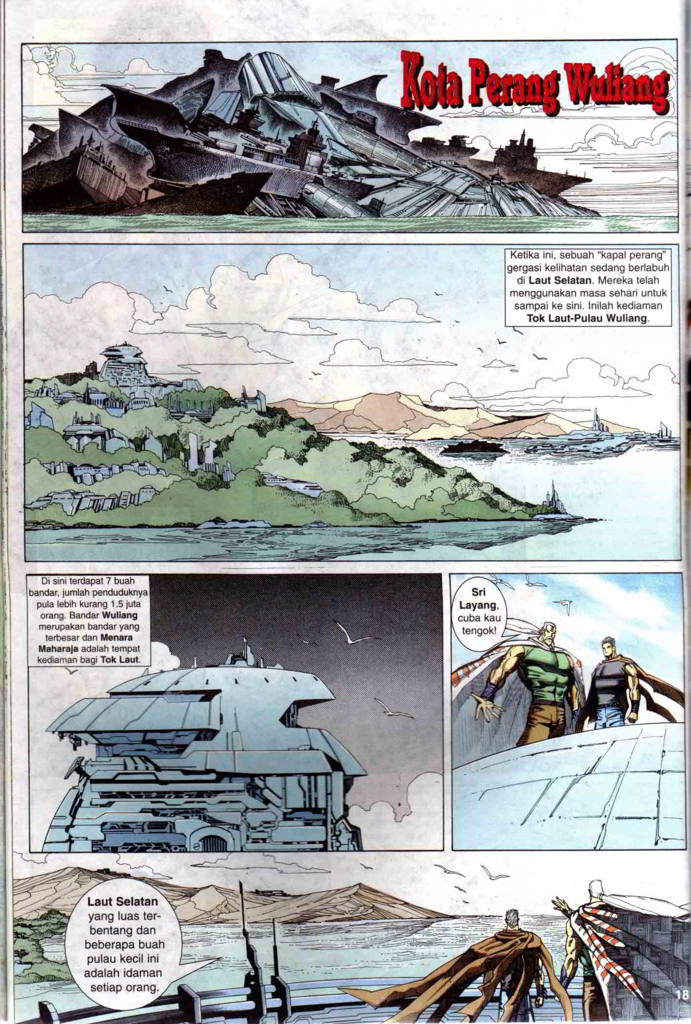 Kota Perang Wuliang
Ketika ini, sebuah "kapal perang"
gergasi kelihatan sedang berlabuh
di Laut Selatan. Mereka telah
menggunakan masa sehari untuk
sampai ke sini. Inilah kediaman
Tok Laut-Pulau Wuliang.
Di sini terdapat 7 buah
bandar, jumlah penduduknya
pula lebih kurang 1.5 juta
orang. Bandar Wuliang
merupakan bandar yang
terbesar dan Menara
Maharaja adalah tempat
kediaman bagi Tok Laut.
Sri
Layang,
cuba kau
tengok!
Laut Selatan
yang luas ter-
bentang dan
beberapa buah
pulau kecil ini
adalah idaman
setiap orang.
18